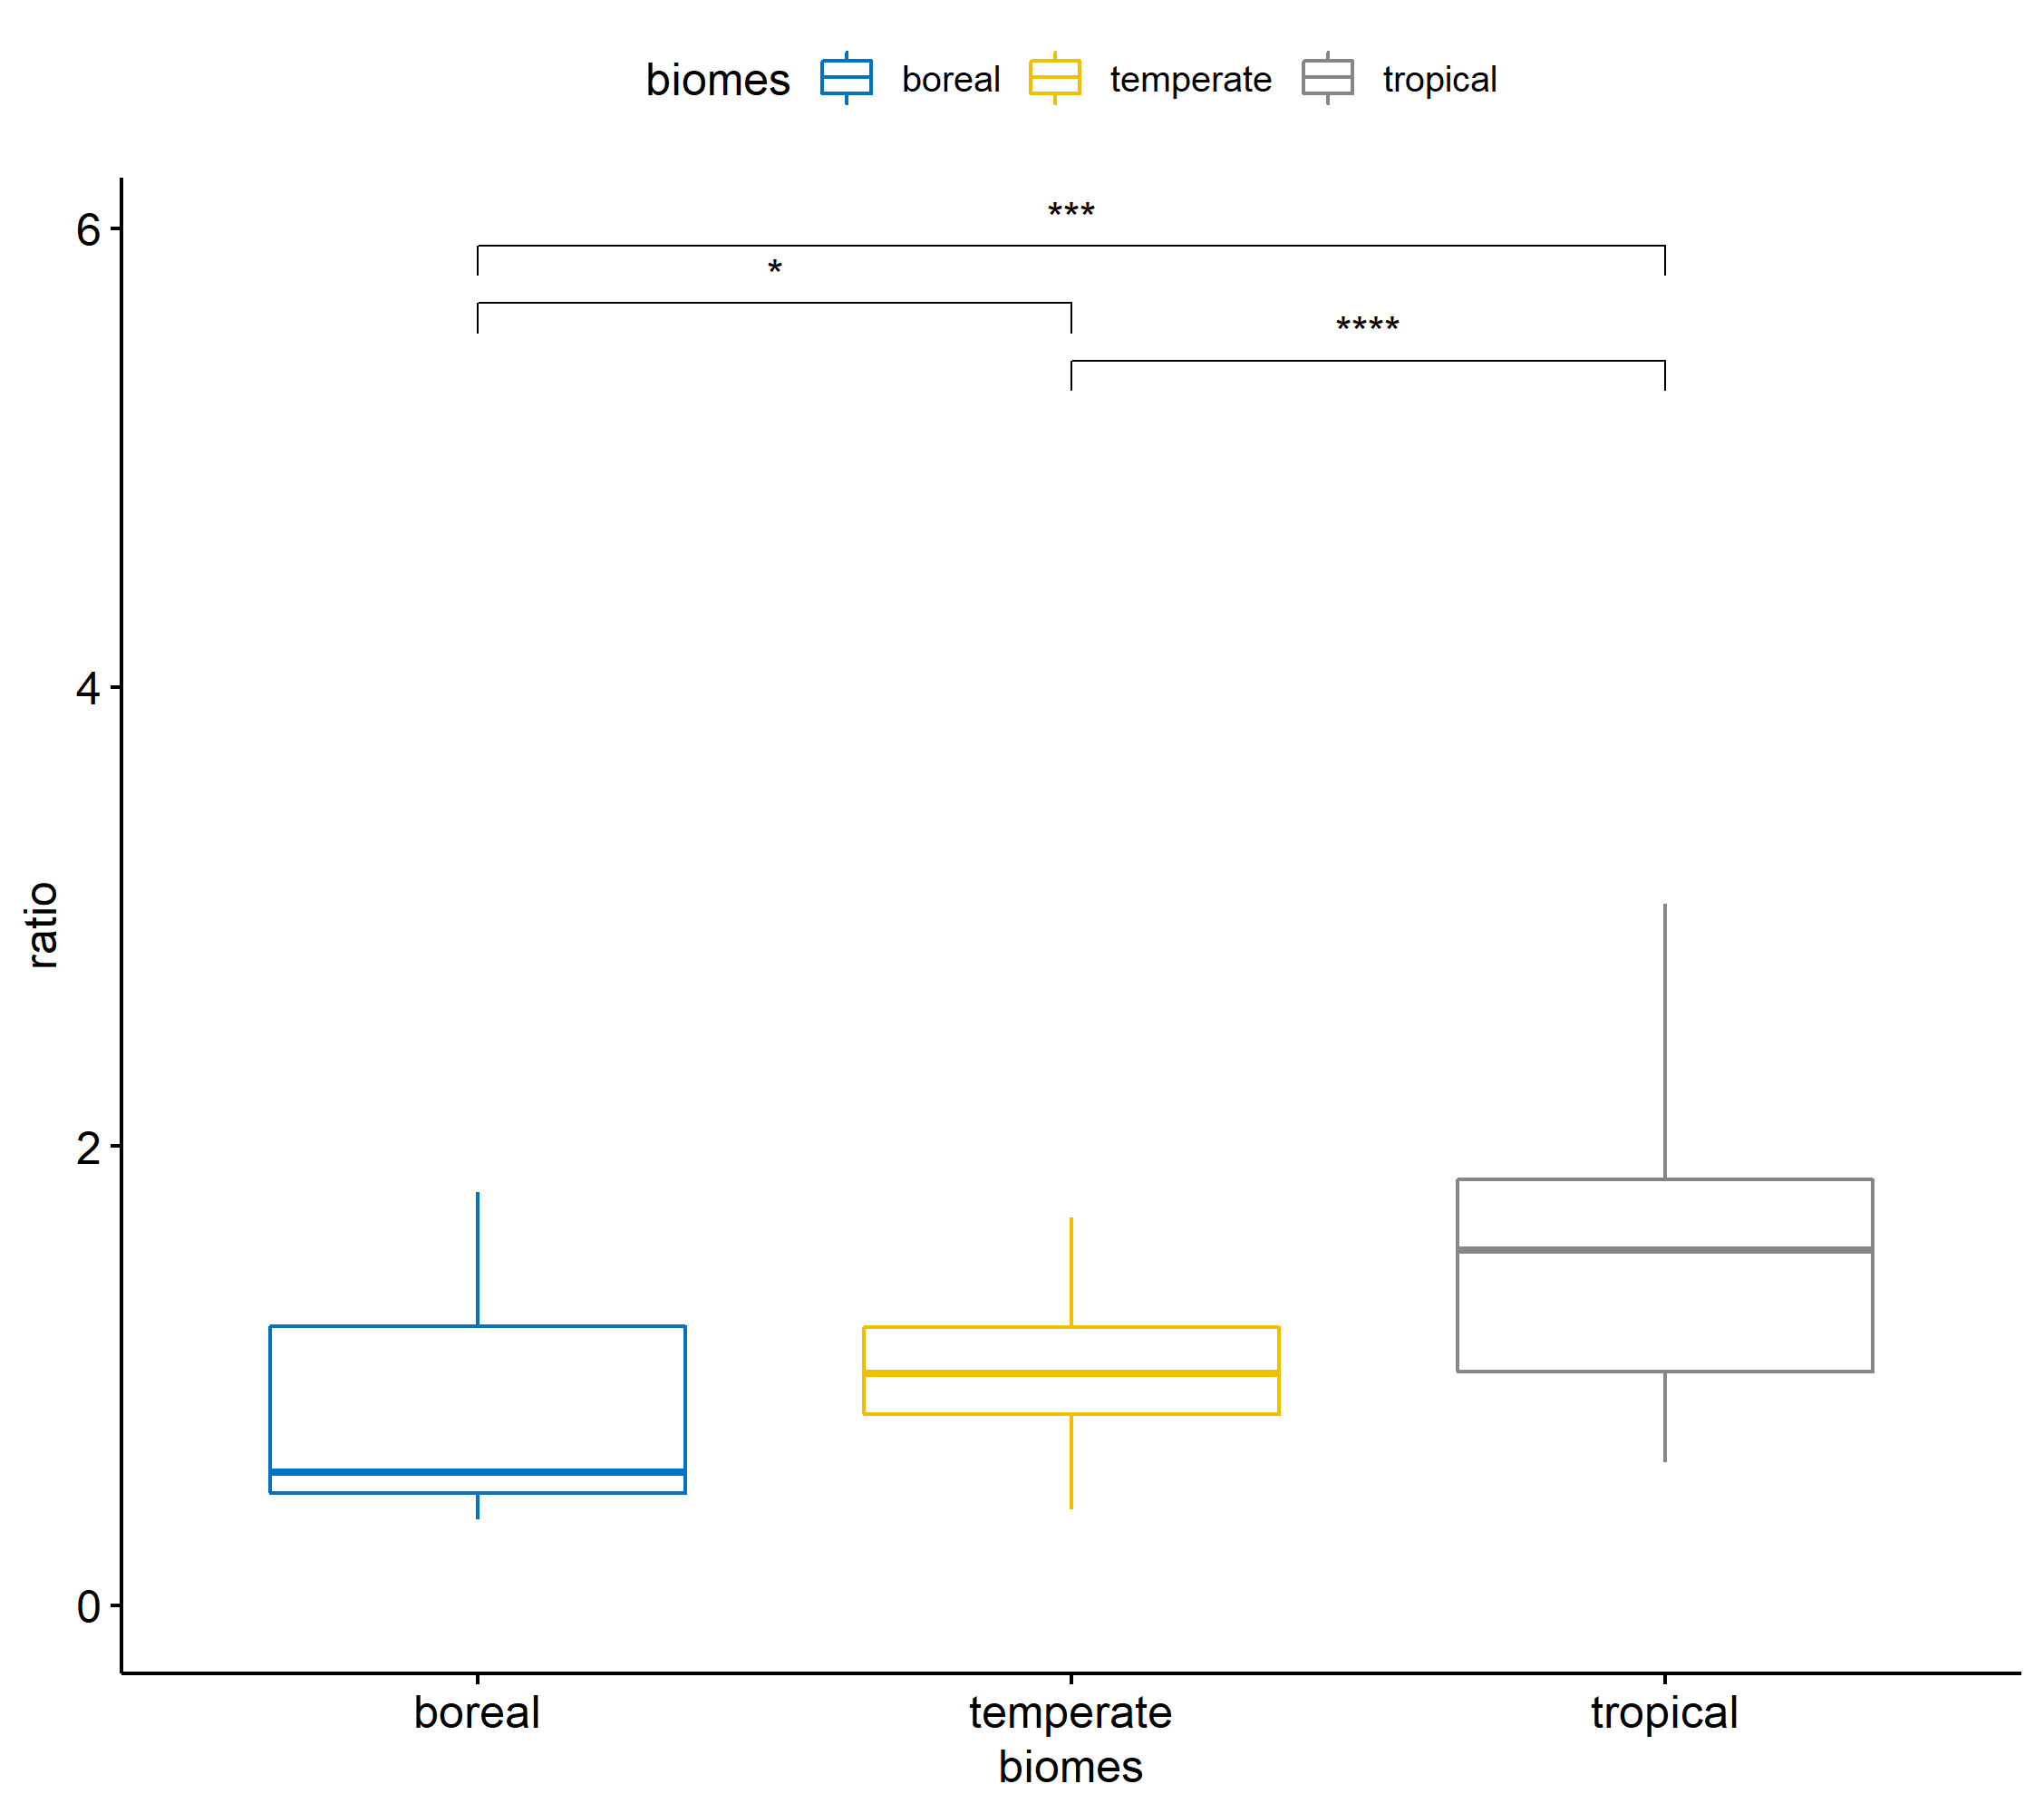 biomes boreal temperate tropical
6
***
*
****
4
ratio
2
0
boreal temperate tropical
biomes